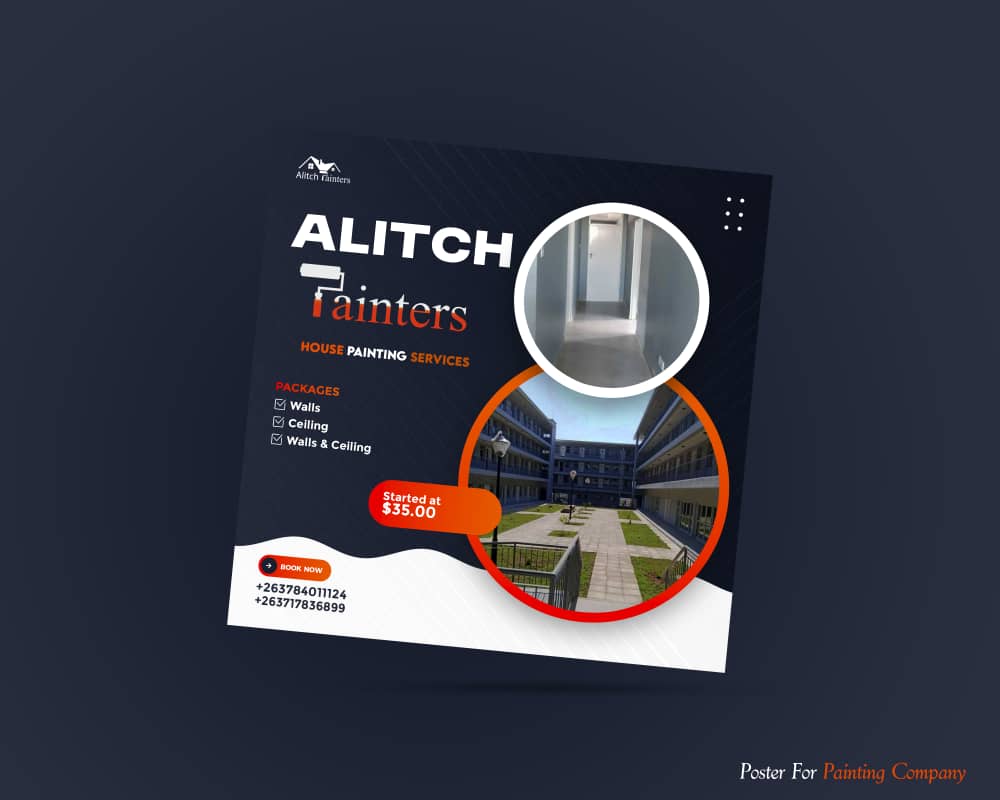 Alitch Painters
ALITCH
Painters
HOUSE PAINTING SERVICES
PACKAGES
Walls
Ceiling
Walls & Ceiling
Started at
$35.00
BOOK NOW
+263784011124
+263717836899
Poster For Painting Company